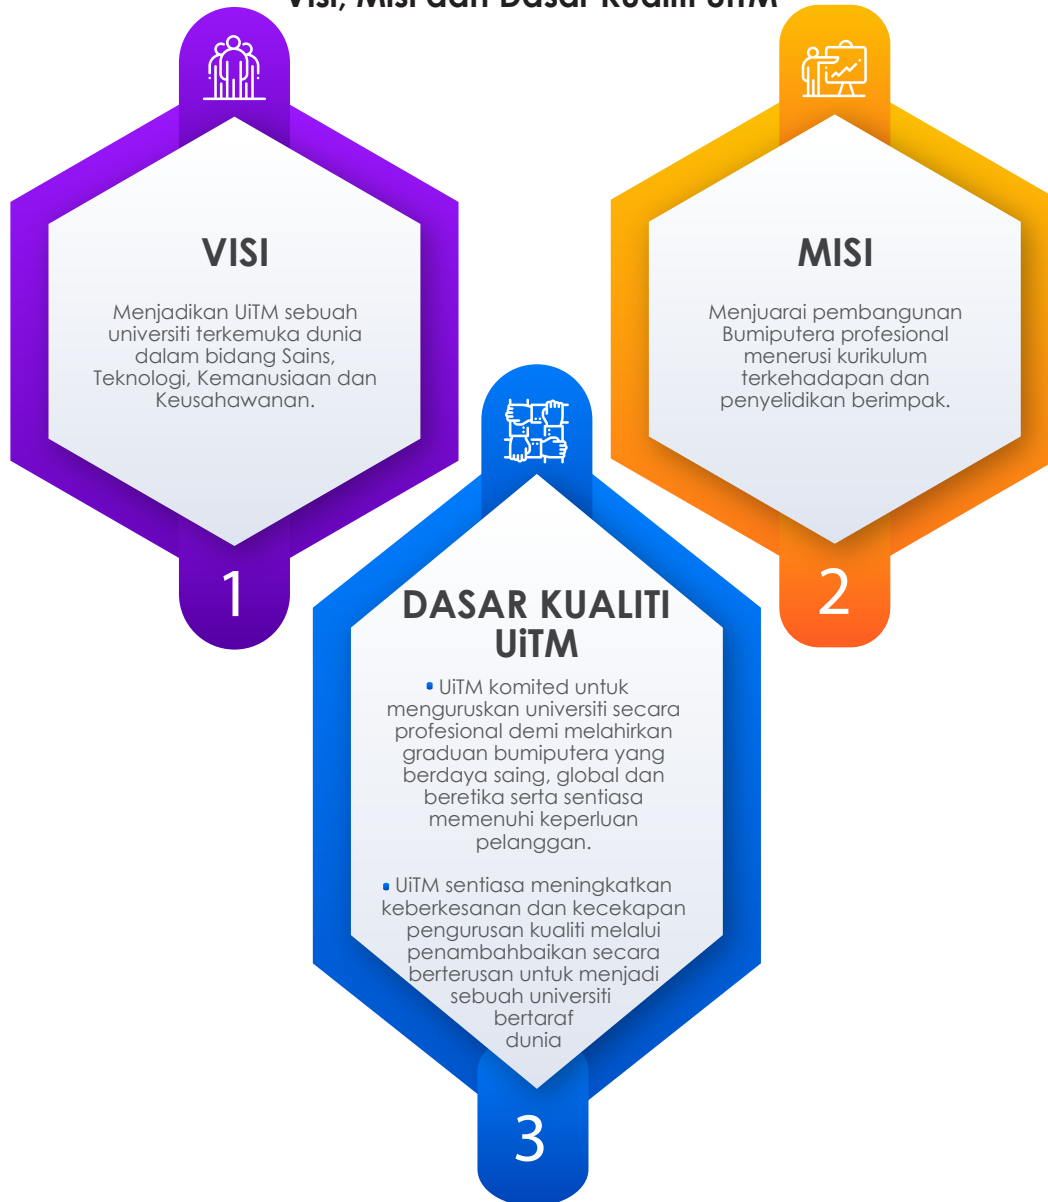 Visi, Misi dan Dasar Kualiti UiTM
VISI
Menjadikan UiTM sebuah
universiti terkemuka dunia
dalam bidang Sains,
Teknologi, Kemanusiaan dan
Keusahawanan.
1
MISI
Menjuarai pembangunan
Bumiputera profesional
menerusi kurikulum
terkehadapan dan
penyelidikan berimpak.
2
DASAR KUALITI
UiTM
• UiTM komited untuk
menguruskan universiti secara
profesional demi melahirkan
graduan bumiputera yang
berdaya saing, global dan
beretika serta sentiasa
memenuhi keperluan
pelanggan.
• UiTM sentiasa meningkatkan
keberkesanan dan kecekapan
pengurusan kualiti melalui
penambahbaikan secara
berterusan untuk menjadi
sebuah universiti
bertaraf
dunia
3